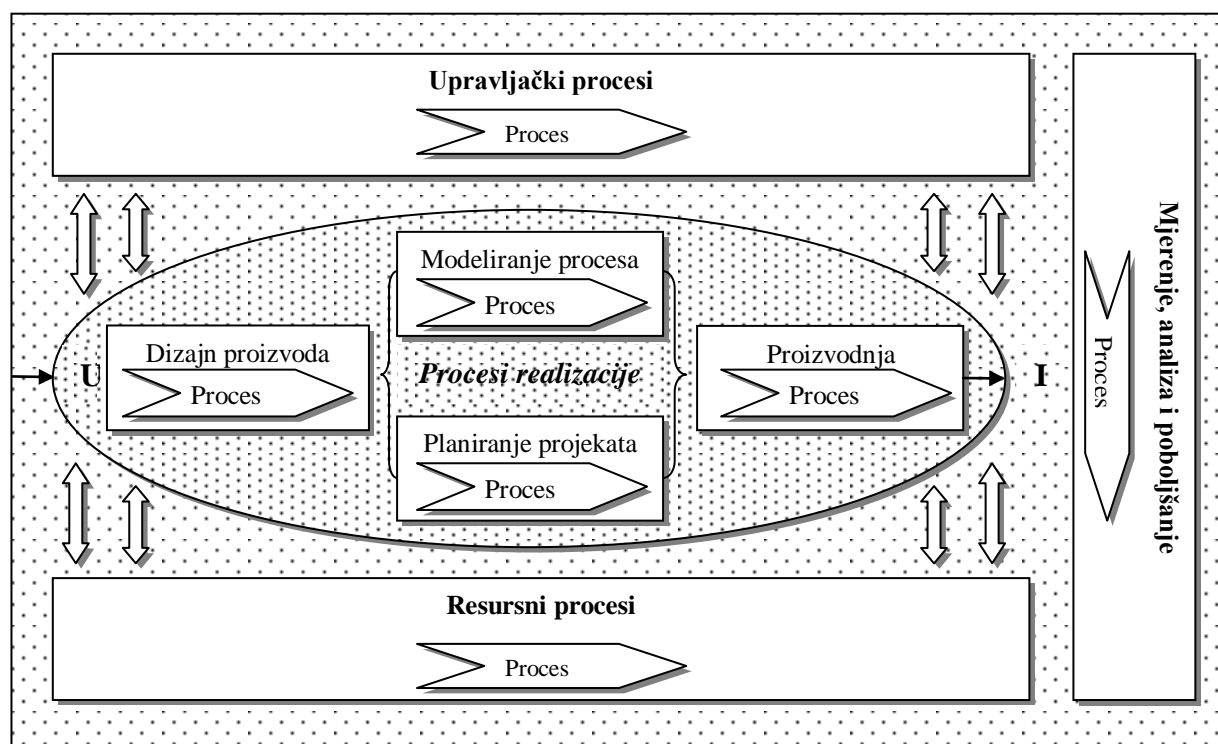 Upravljački procesi
Proces
Modeliranje procesa
Proces
U
Dizajn proizvoda
Proces
Procesi realizacije
Proizvodnja
Proces
I
Planiranje projekata
Proces
Resursni procesi
Proces
Mjerenje, analiza i poboljšanje
Proces